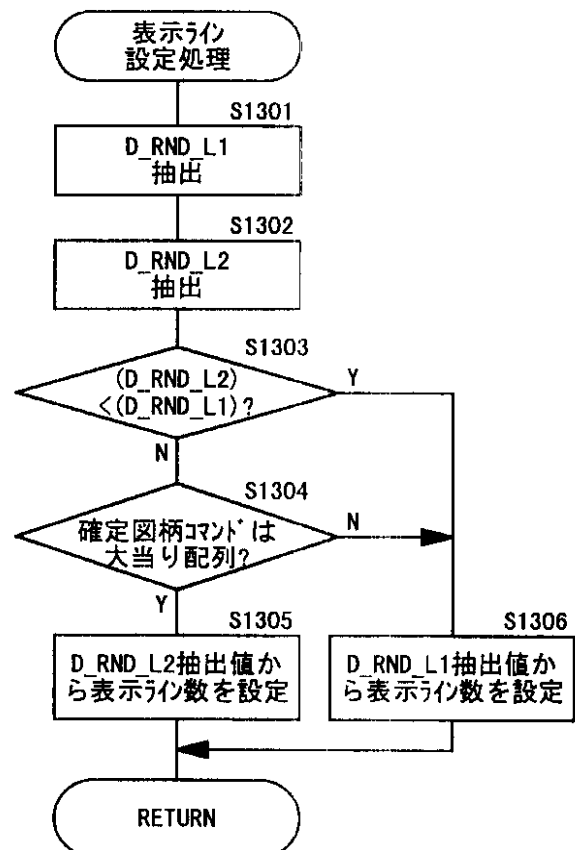 表示ライン
設定処理
S1301
D_RND_L1
抽出
S1302
D_RND_L2
抽出
S1303
(D_RND_L2)
<(D_RND_L1)?
Y
N
S1304
確定図柄コマンドは
大当り配列?
N
Y
S1305
D_RND_L2抽出値か
ら表示ライン数を設定
S1306
D_RND_L1抽出値か
ら表示ライン数を設定
RETURN